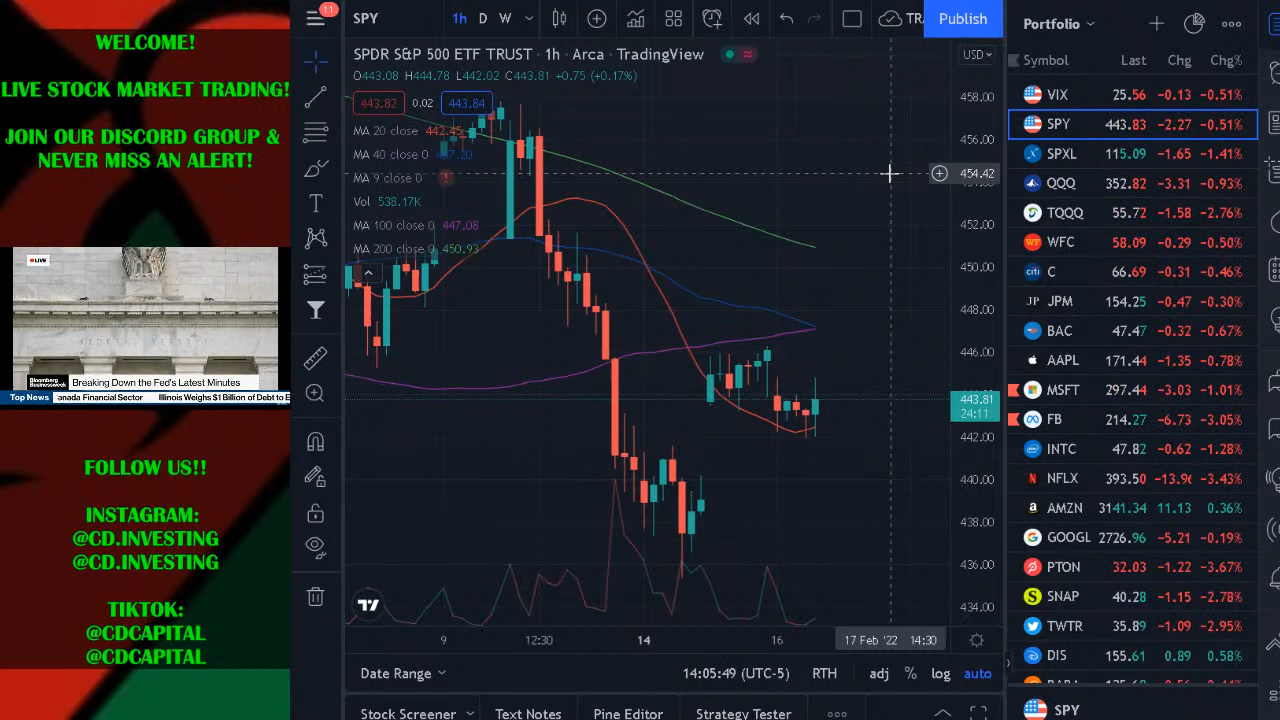 WELCOME!
LIVE STOCK MARKET TRADING!
JOIN OUR DISCORD GROUP &
NEVER MISS AN ALERT!
LIVE
FEDERAL RESERVE
Bloomberg
Businessweek
Breaking Down the Fed's Latest Minutes
Top News
anada Financial Sector
Illinois Weighs $1 Billion of Debt to E
FOLLOW US!!
INSTAGRAM:
@CD.INVESTING
@CD.INVESTING
TIKTOK:
@CDCAPITAL
@CDCAPITAL
11
SPY
1h D W
TR
Publish
SPDR S&P 500 ETF TRUST · 1h · Arca · TradingView
USD
O443.08 H444.78 L442.02 C443.81 +0.75 (+0.17%)
443.82 0.02 443.84
MA 20 close 442.45
MA 40 close 0 447.20
MA 9 close 0
Vol 538.17K
MA 100 close 0 447.08
MA 200 close 0 450.93
458.00
456.00
454.42
452.00
450.00
448.00
446.00
443.81
24:11
442.00
440.00
438.00
436.00
434.00
9 12:30 14 16 17 Feb '22 14:30
Date Range 14:05:49 (UTC-5) RTH adj % log auto
Stock Screener Text Notes Pine Editor Strategy Tester
Portfolio
Symbol Last Chg Chg%
VIX 25.56 -0.13 -0.51%
SPY 443.83 -2.27 -0.51%
SPXL 115.09 -1.65 -1.41%
QQQ 352.82 -3.31 -0.93%
TQQQ 55.72 -1.58 -2.76%
WFC 58.09 -0.29 -0.50%
citi C 66.69 -0.31 -0.46%
JP JPM 154.25 -0.47 -0.30%
BAC 47.47 -0.32 -0.67%
AAPL 171.44 -1.35 -0.78%
MSFT 297.44 -3.03 -1.01%
FB 214.27 -6.73 -3.05%
INTC 47.82 -0.62 -1.28%
NFLX 393.50 -13.96 -3.43%
AMZN 3141.34 11.13 0.36%
GOOGL 2726.96 -5.21 -0.19%
PTON 32.03 -1.22 -3.67%
SNAP 40.28 -1.15 -2.78%
TWTR 35.89 -1.09 -2.95%
DIS 155.61 0.89 0.58%
SPY